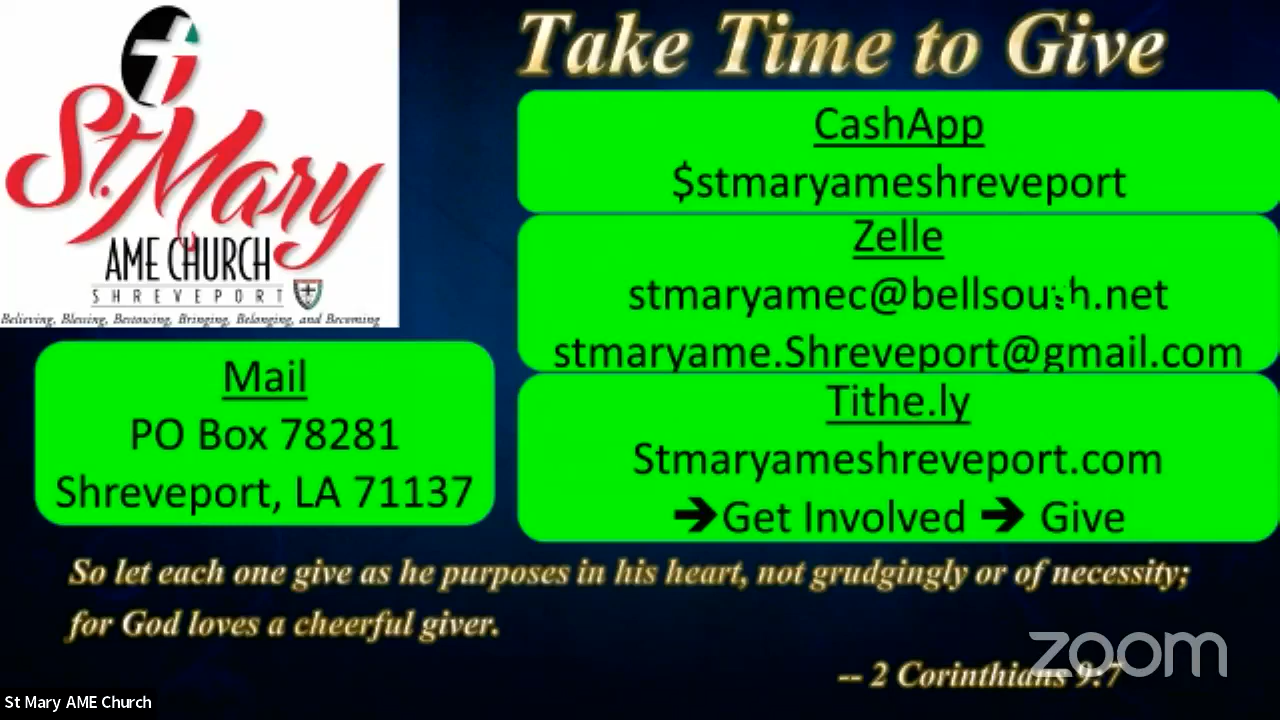 St. Mary
AME CHURCH
SHREVEPORT
Believing, Blessing, Bestowing, Bringing, Belonging, and Becoming
Take Time to Give
CashApp
$stmaryameshreveport
Zelle
stmaryamec@bellsouth.net
stmaryame.Shreveport@gmail.com
Tithe.ly
Stmaryameshreveport.com
➔Get Involved ➔ Give
Mail
PO Box 78281
Shreveport, LA 71137
So let each one give as he purposes in his heart, not grudgingly or of necessity;
for God loves a cheerful giver.
-- 2 Corinthians 9:7
zoom
St Mary AME Church